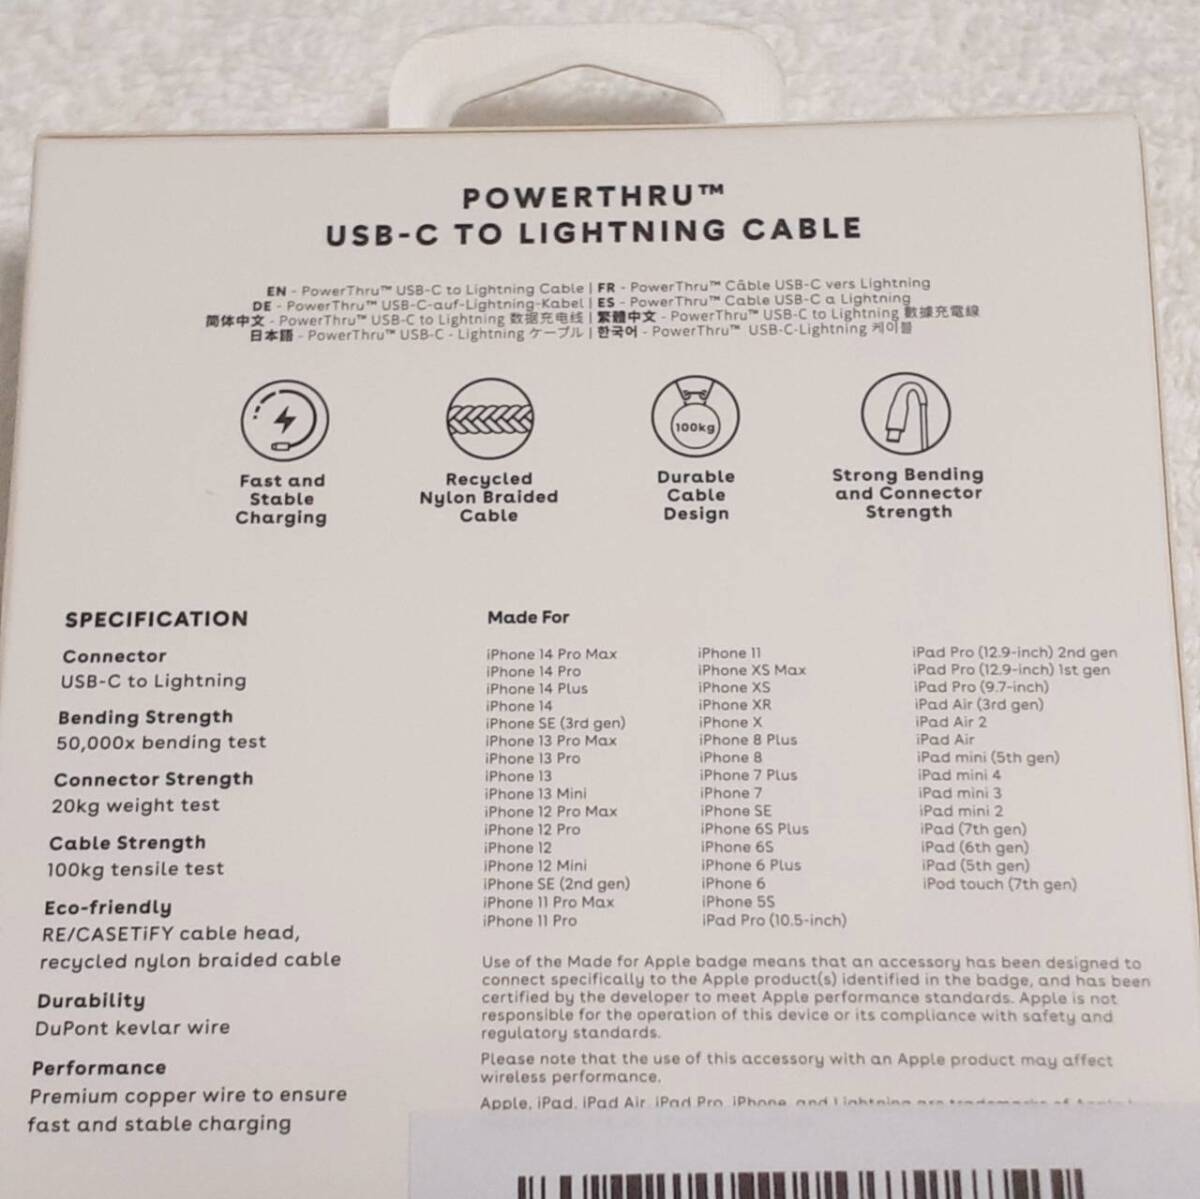 POWERTHRU™
USB-C TO LIGHTNING CABLE
EN - PowerThru™ USB-C to Lightning Cable | FR - PowerThru™ Câble USB-C vers Lightning
DE - PowerThru™ USB-C-auf-Lightning-Kabel | ES - PowerThru™ Cable USB-C a Lightning
简体中文 - PowerThru™ USB-C to Lightning 数据充电线 | 繁體中文 - PowerThru™ USB-C to Lightning 數據充電線
日本語 - PowerThru™ USB-C - Lightning ケーブル | 한국어 - PowerThru™ USB-C-Lightning 케이블
100kg
Fast and
Stable
Charging
Recycled
Nylon Braided
Cable
Durable
Cable
Design
Strong Bending
and Connector
Strength
SPECIFICATION
Connector
USB-C to Lightning
Bending Strength
50,000x bending test
Connector Strength
20kg weight test
Cable Strength
100kg tensile test
Eco-friendly
RE/CASETiFY cable head,
recycled nylon braided cable
Durability
DuPont kevlar wire
Performance
Premium copper wire to ensure
fast and stable charging
Made For
iPhone 14 Pro Max
iPhone 14 Pro
iPhone 14 Plus
iPhone 14
iPhone SE (3rd gen)
iPhone 13 Pro Max
iPhone 13 Pro
iPhone 13
iPhone 13 Mini
iPhone 12 Pro Max
iPhone 12 Pro
iPhone 12
iPhone 12 Mini
iPhone SE (2nd gen)
iPhone 11 Pro Max
iPhone 11 Pro
iPhone 11
iPhone XS Max
iPhone XS
iPhone XR
iPhone X
iPhone 8 Plus
iPhone 8
iPhone 7 Plus
iPhone 7
iPhone SE
iPhone 6S Plus
iPhone 6S
iPhone 6 Plus
iPhone 6
iPhone 5S
iPad Pro (10.5-inch)
iPad Pro (12.9-inch) 2nd gen
iPad Pro (12.9-inch) 1st gen
iPad Pro (9.7-inch)
iPad Air (3rd gen)
iPad Air 2
iPad Air
iPad mini (5th gen)
iPad mini 4
iPad mini 3
iPad mini 2
iPad (7th gen)
iPad (6th gen)
iPad (5th gen)
iPod touch (7th gen)
Use of the Made for Apple badge means that an accessory has been designed to
connect specifically to the Apple product(s) identified in the badge, and has been
certified by the developer to meet Apple performance standards. Apple is not
responsible for the operation of this device or its compliance with safety and
regulatory standards.
Please note that the use of this accessory with an Apple product may affect
wireless performance.
Apple, iPad, iPad Air, iPad Pro, iPhone, and Lightning are trademarks of